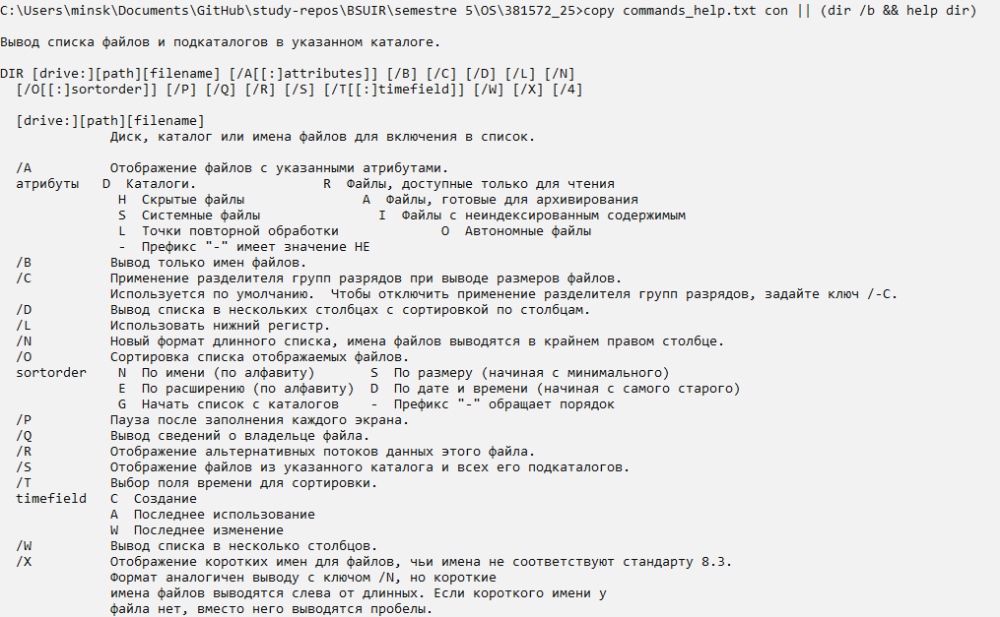 C:\Users\minsk\Documents\GitHub\study-repos\BSUIR\semestre 5\OS\381572_25>copy commands_help.txt con || (dir /b && help dir)
Вывод списка файлов и подкаталогов в указанном каталоге.
DIR [drive:][path][filename] [/A[[:]attributes]] [/B] [/C] [/D] [/L] [/N]
[/O[[:]sortorder]] [/P] [/Q] [/R] [/S] [/T[[:]timefield]] [/W] [/X] [/4]
[drive:][path][filename]
Диск, каталог или имена файлов для включения в список.
/A Отображение файлов с указанными атрибутами.
атрибуты D Каталоги. R Файлы, доступные только для чтения
H Скрытые файлы A Файлы, готовые для архивирования
S Системные файлы I Файлы с неиндексированным содержимым
L Точки повторной обработки O Автономные файлы
- Префикс "-" имеет значение НЕ
/B Вывод только имен файлов.
/C Применение разделителя групп разрядов при выводе размеров файлов.
Используется по умолчанию. Чтобы отключить применение разделителя групп разрядов, задайте ключ /-C.
/D Вывод списка в нескольких столбцах с сортировкой по столбцам.
/L Использовать нижний регистр.
/N Новый формат длинного списка, имена файлов выводятся в крайнем правом столбце.
/O Сортировка списка отображаемых файлов.
sortorder N По имени (по алфавиту) S По размеру (начиная с минимального)
E По расширению (по алфавиту) D По дате и времени (начиная с самого старого)
G Начать список с каталогов - Префикс "-" обращает порядок
/P Пауза после заполнения каждого экрана.
/Q Вывод сведений о владельце файла.
/R Отображение альтернативных потоков данных этого файла.
/S Отображение файлов из указанного каталога и всех его подкаталогов.
/T Выбор поля времени для сортировки.
timefield C Создание
A Последнее использование
W Последнее изменение
/W Вывод списка в несколько столбцов.
/X Отображение коротких имен для файлов, чьи имена не соответствуют стандарту 8.3.
Формат аналогичен выводу с ключом /N, но короткие
имена файлов выводятся слева от длинных. Если короткого имени у
файла нет, вместо него выводятся пробелы.